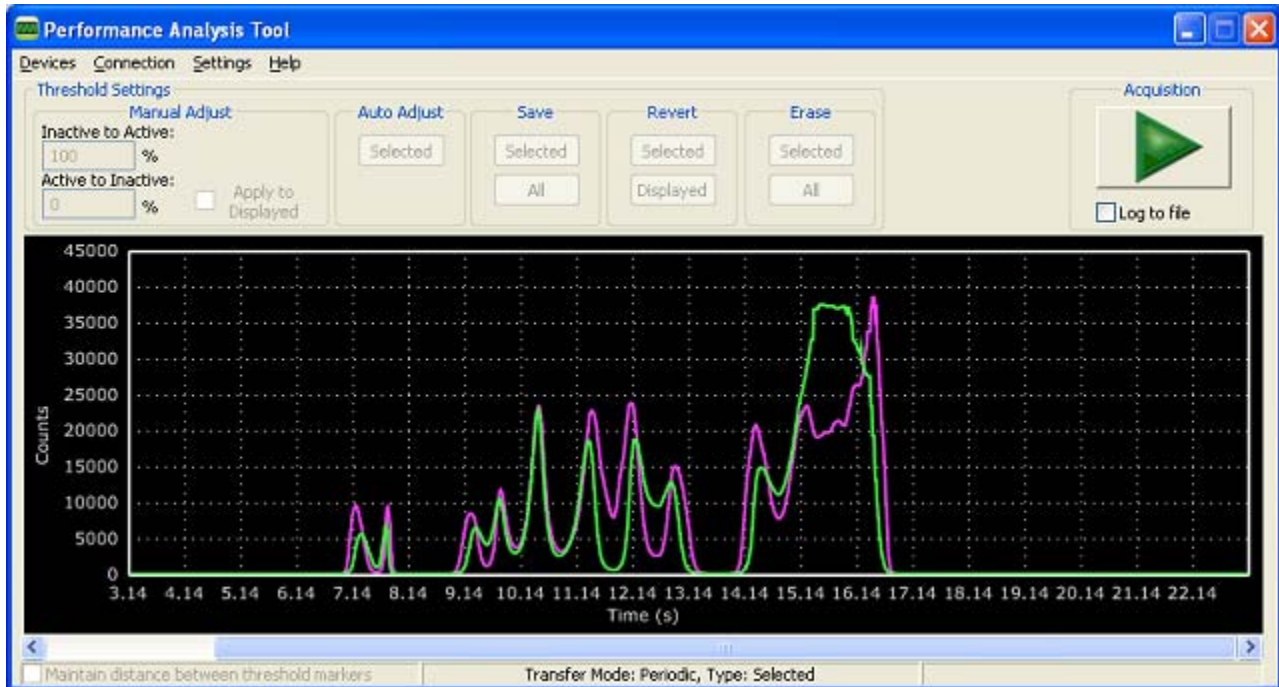 Performance Analysis Tool
Devices Connection Settings Help
Threshold Settings
Manual Adjust
Inactive to Active:
100 %
Active to Inactive:
0 %
Apply to
Displayed
Auto Adjust
Selected
Save
Selected
All
Revert
Selected
Displayed
Erase
Selected
All
Acquisition
Log to file
Counts
45000
40000
35000
30000
25000
20000
15000
10000
5000
0
3.14 4.14 5.14 6.14 7.14 8.14 9.14 10.14 11.14 12.14 13.14 14.14 15.14 16.14 17.14 18.14 19.14 20.14 21.14 22.14
Time (s)
Maintain distance between threshold markers
Transfer Mode: Periodic, Type: Selected